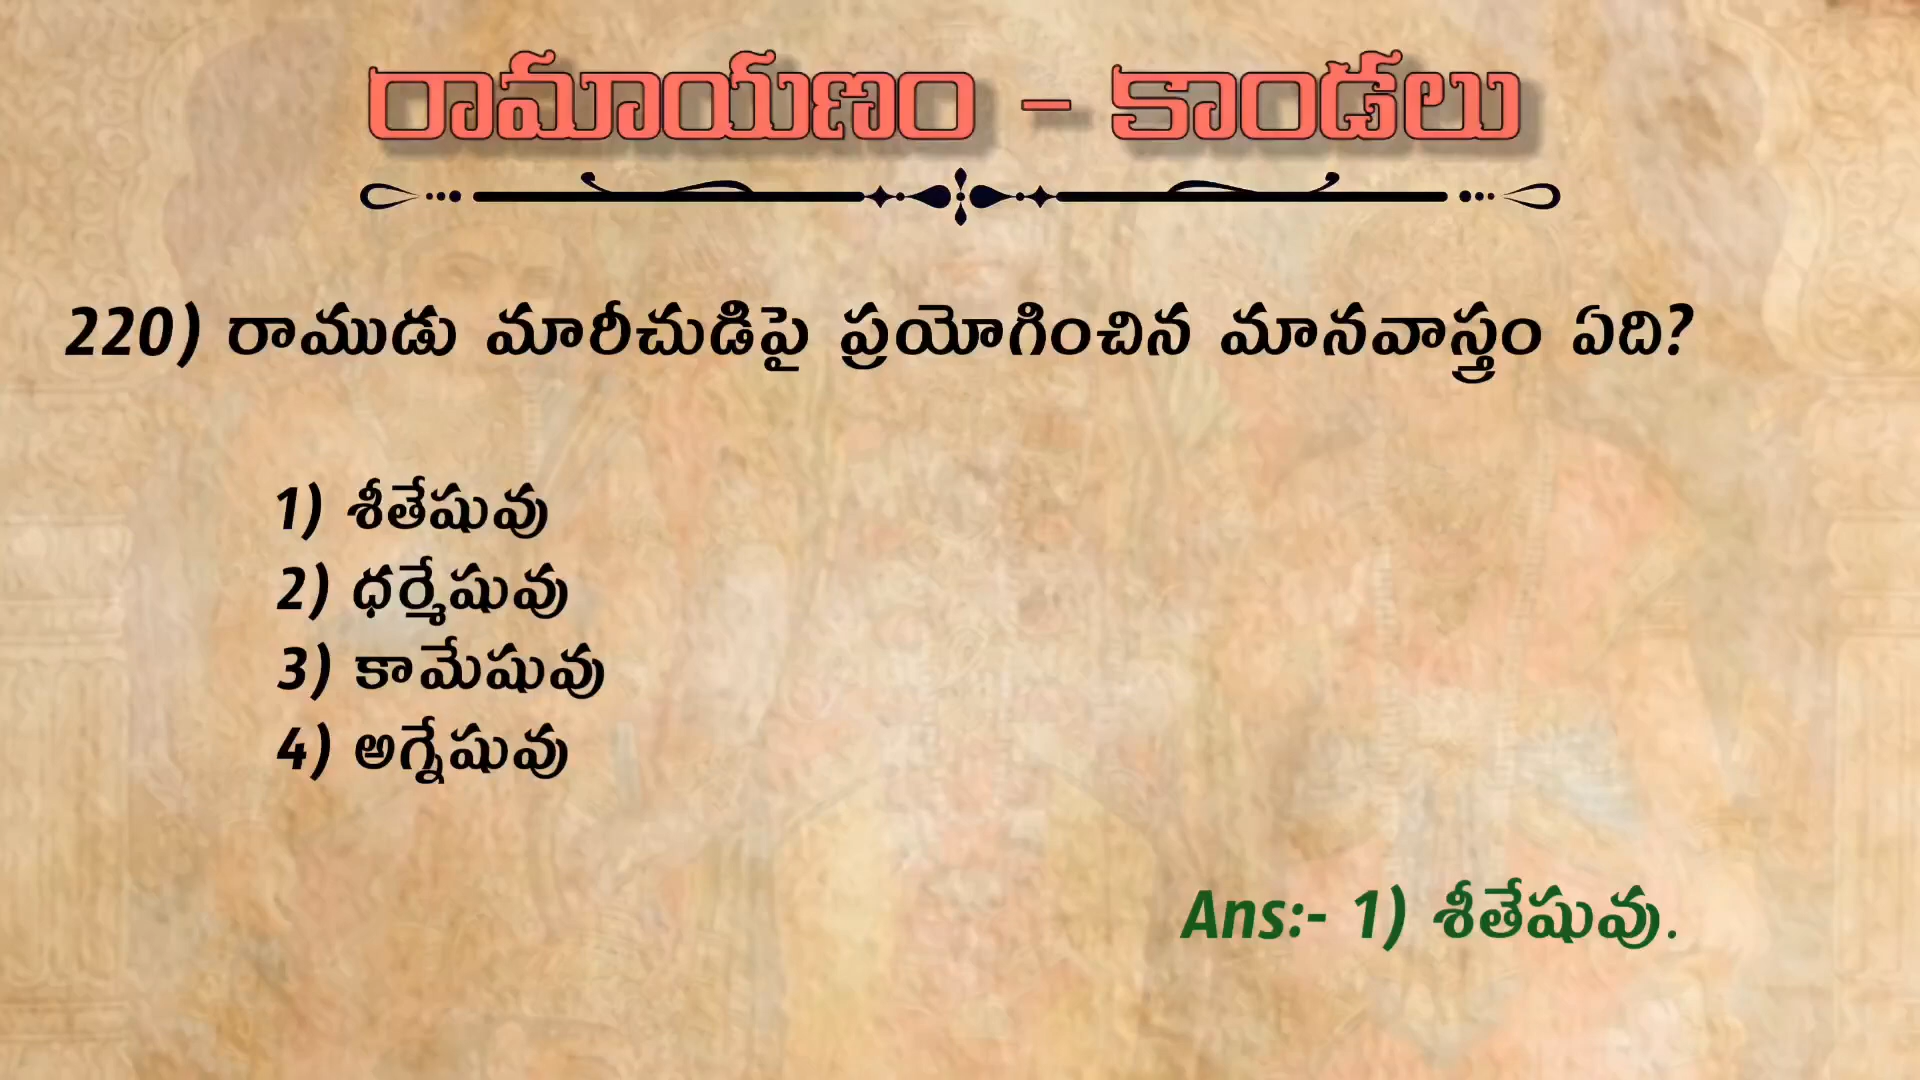 రామాయణం - కాండలు
220) రాముడు మారీచుడిపై ప్రయోగించిన మానవాస్త్రం ఏది?
1) శీతేషువు
2) ధర్మేషువు
3) కామేషువు
4) అగ్నేషువు
Ans:- 1) శీతేషువు.